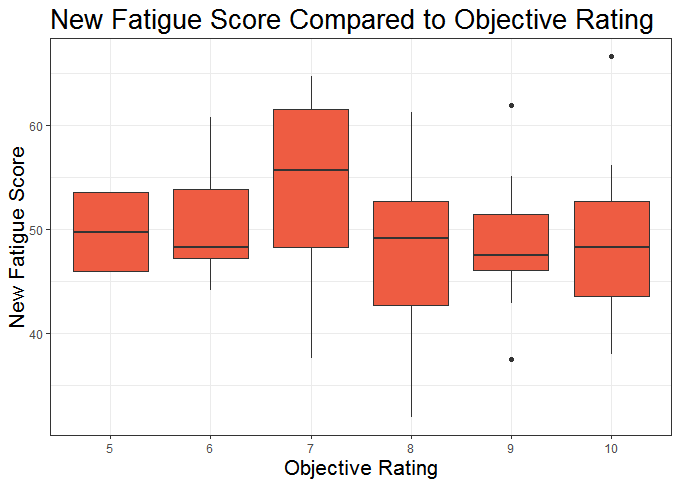 New Fatigue Score Compared to Objective Rating
60
50
40
New Fatigue Score
5 6 7 8 9 10
Objective Rating